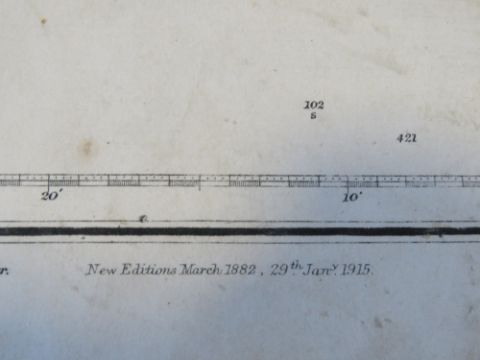 102
s
421
20' 10'
r. New Editions March 1882, 29th Jany. 1915.